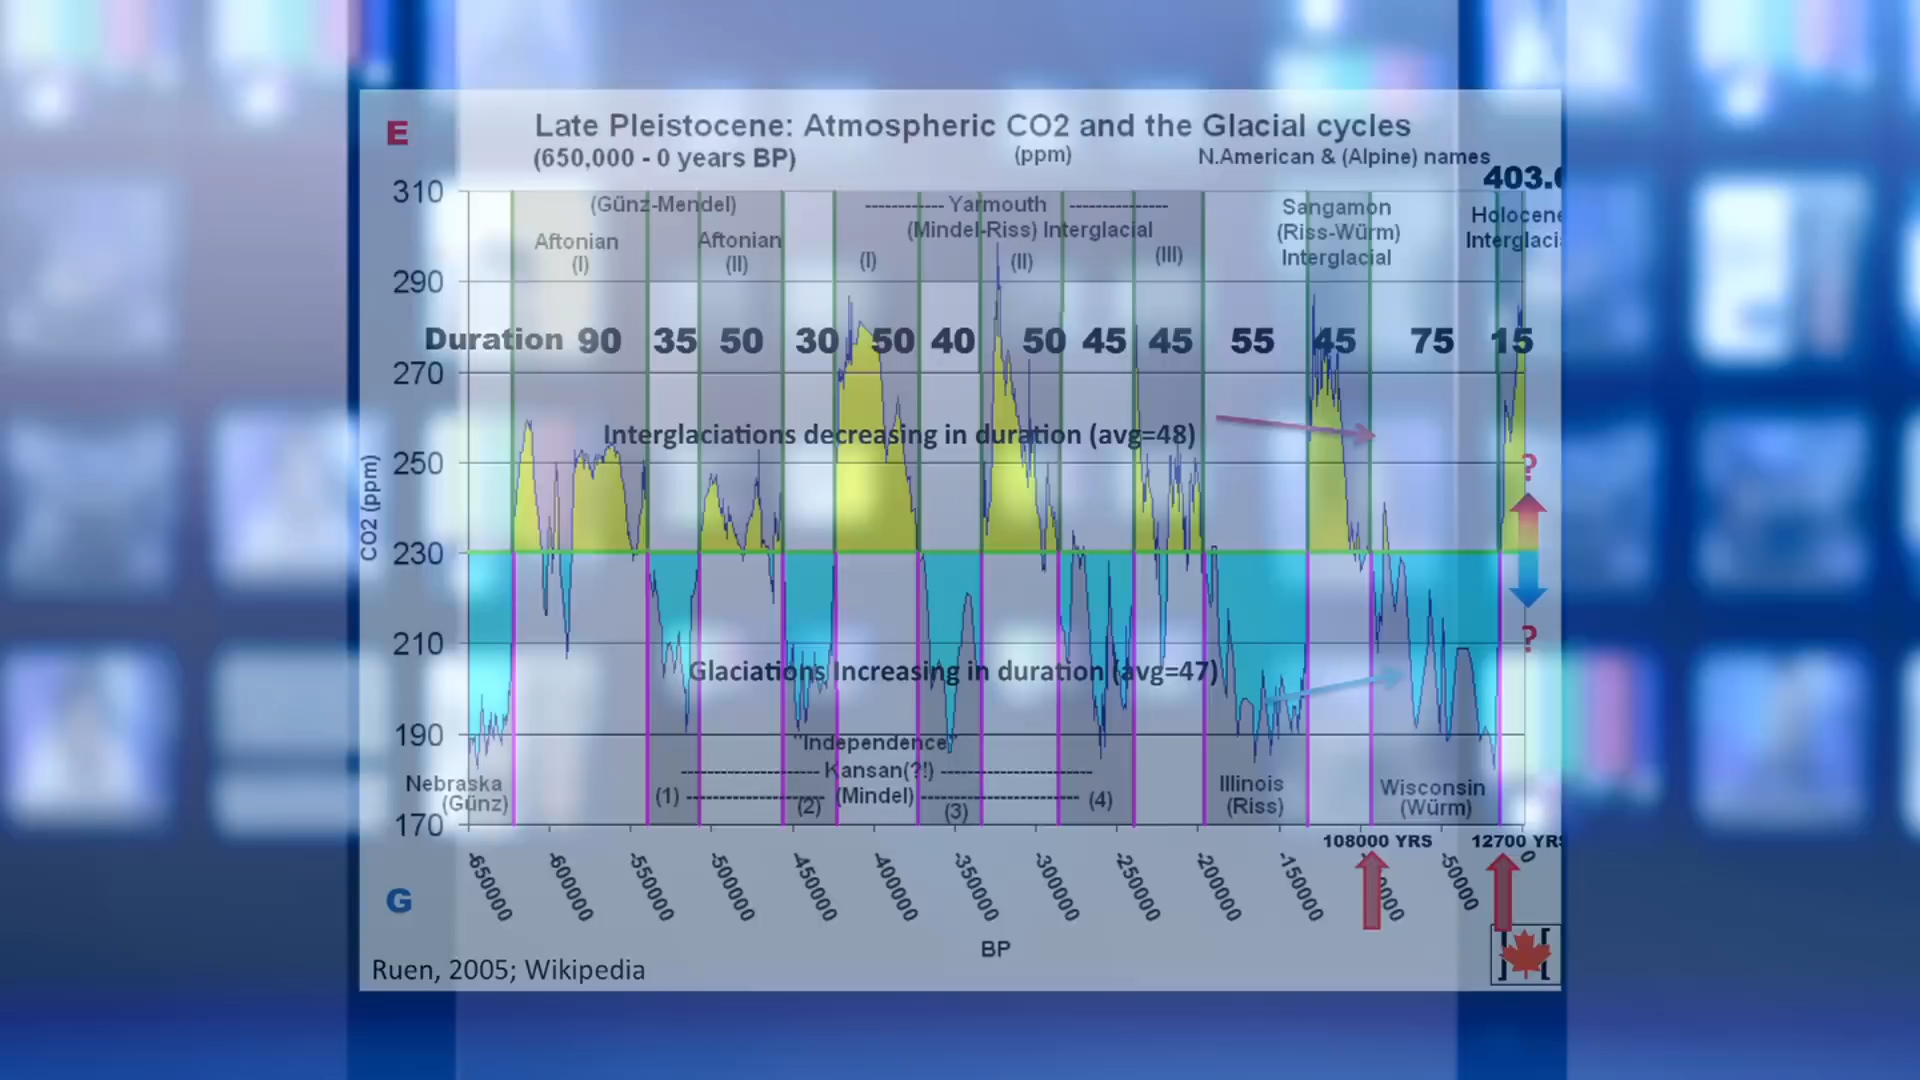 E
Late Pleistocene: Atmospheric CO2 and the Glacial cycles
(650,000 - 0 years BP)
(ppm)
N.American & (Alpine) names
403.
310
(Günz-Mendel)
------------ Yarmouth ---------------
Sangamon
Holocene
(Mindel-Riss) Interglacial
(Riss-Würm)
Aftonian
Aftonian
Interglacial
(I)
(II)
(I)
(II)
(III)
290
Duration 90 35 50 30 50 40 50 45 45 55 45 75 15
270
Interglaciations decreasing in duration (avg=48)
250
?
CO2 (ppm)
230
210
?
Glaciations Increasing in duration (avg=47)
190
"Independence"
--------------------- Kansan(?!) -----------------------
Nebraska
(Günz)
(1) -------------------- (2) (Mindel) ------------------------ (4)
(3)
Illinois
(Riss)
Wisconsin
(Würm)
170
108000 YRS
12700 YRS
-650000
-600000
-550000
-500000
-450000
-400000
-350000
-300000
-250000
-200000
-150000
-50000
0
G
BP
Ruen, 2005; Wikipedia